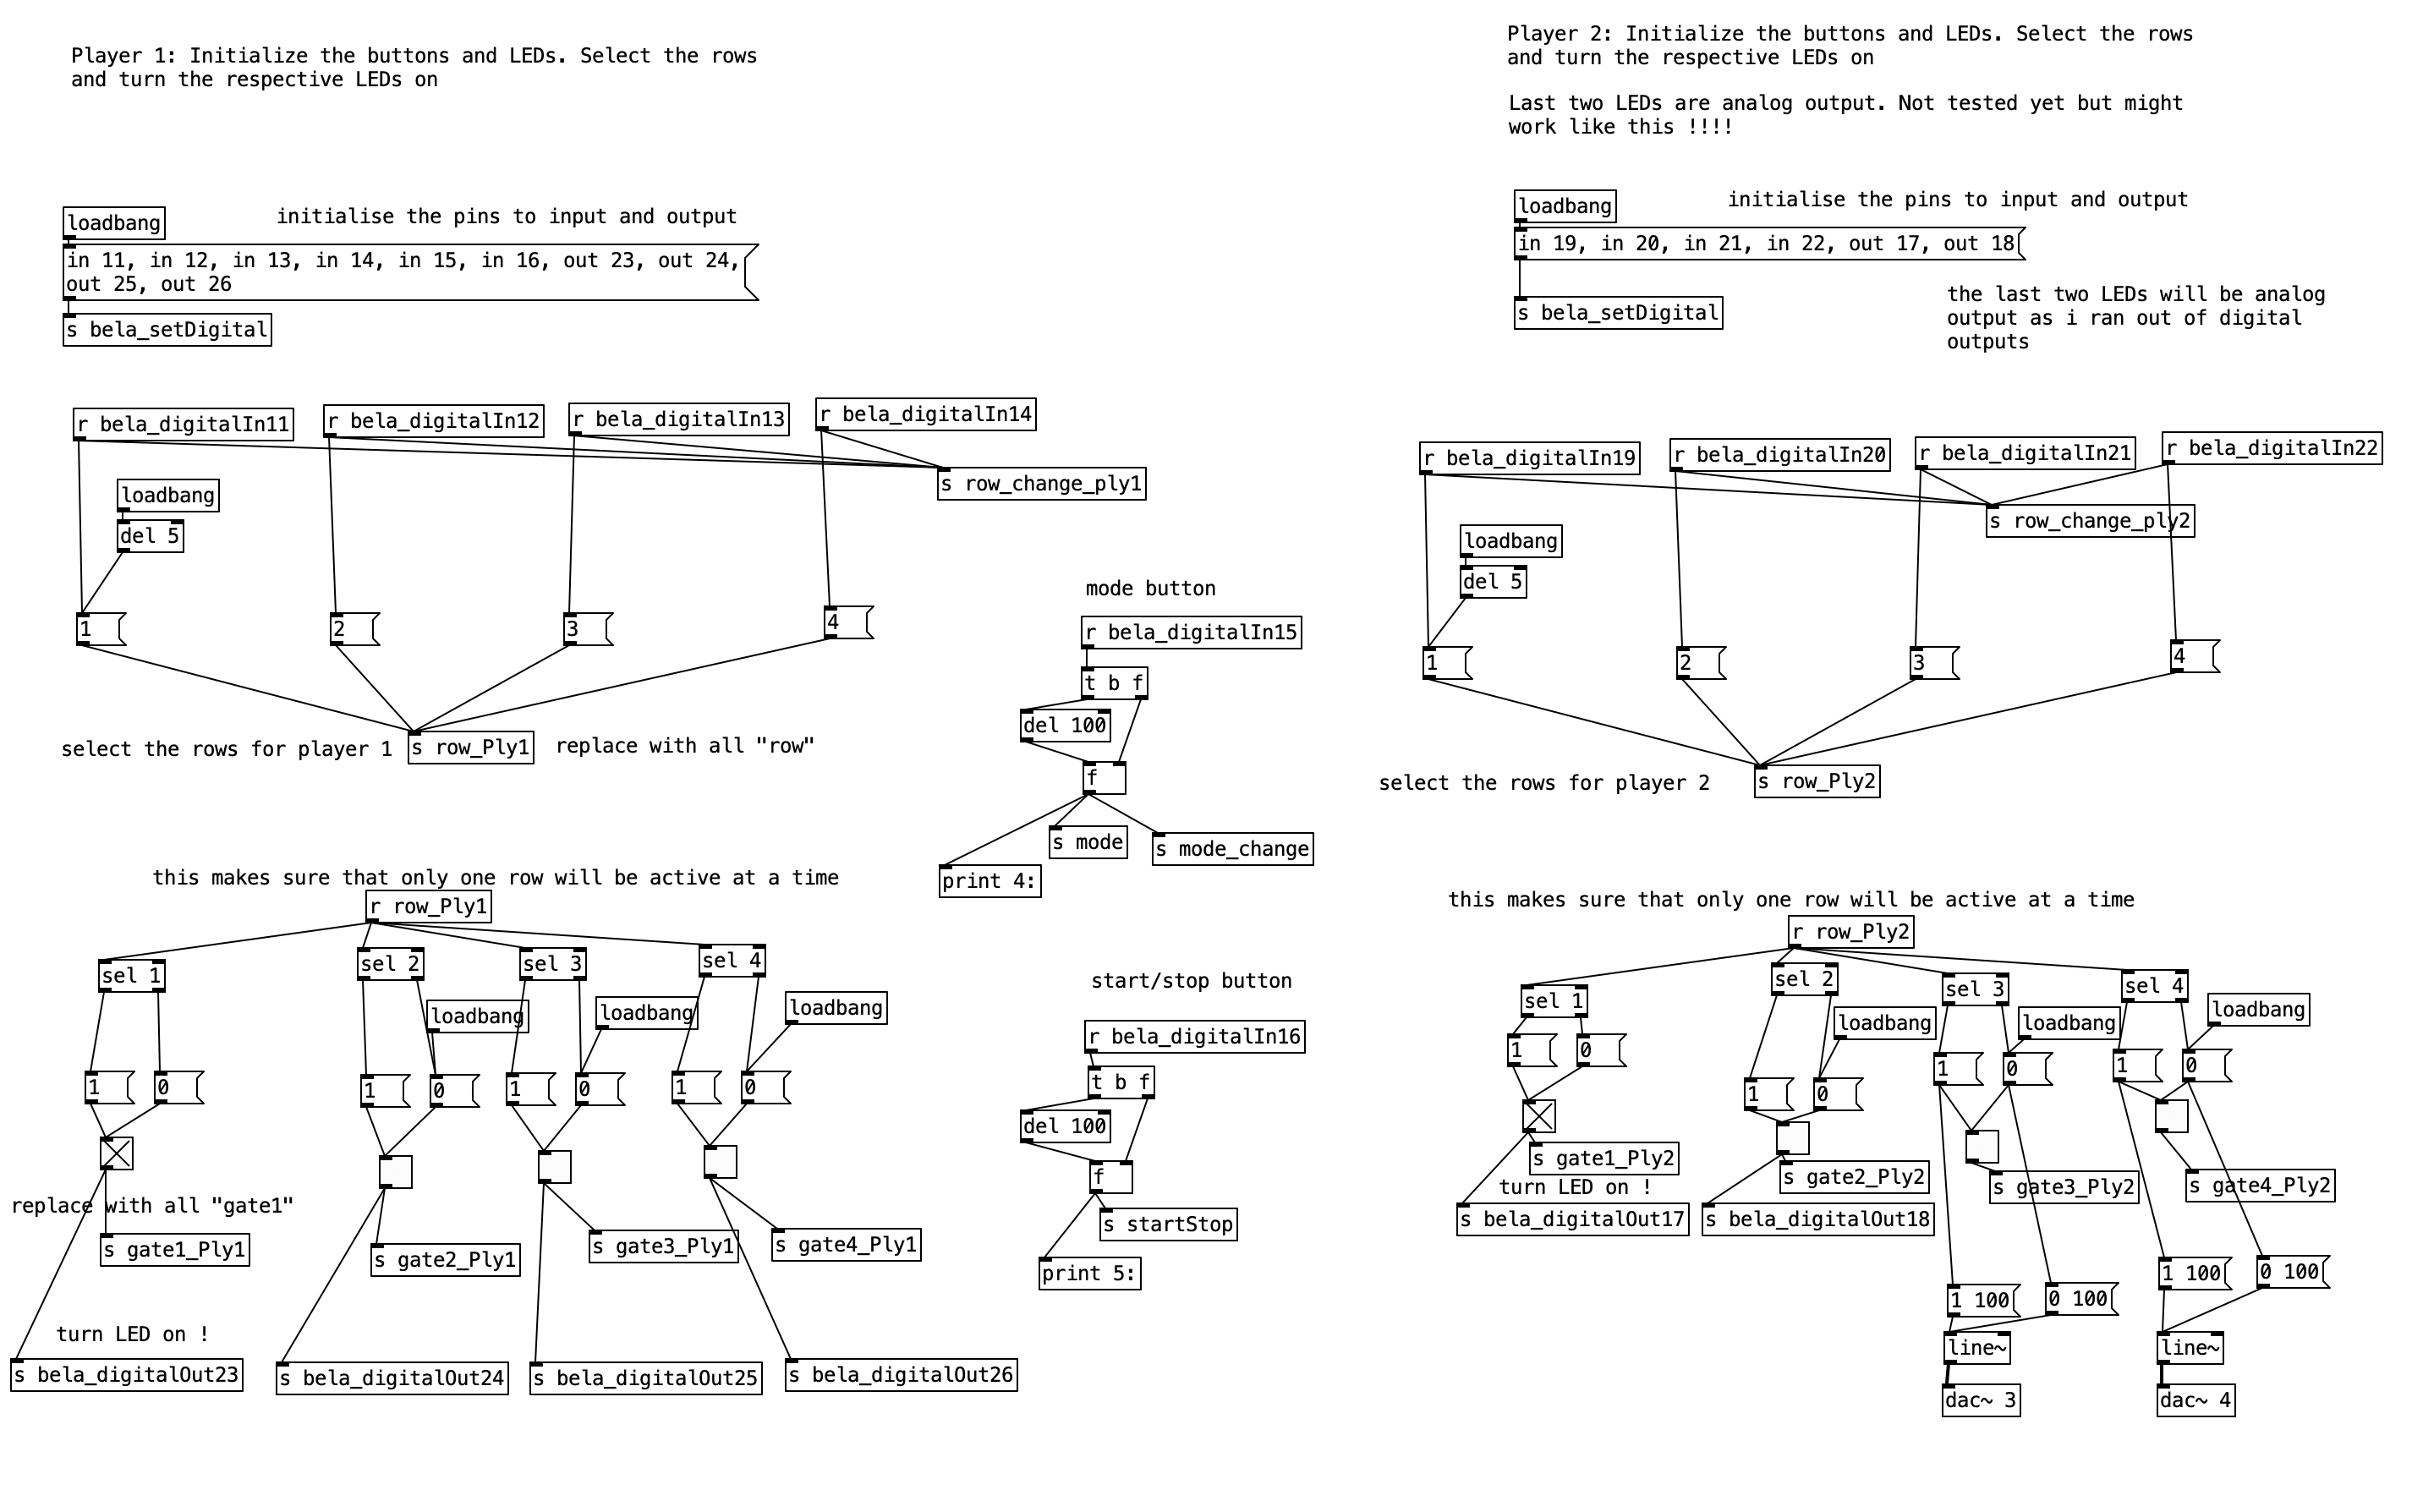 Player 1: Initialize the buttons and LEDs. Select the rows
and turn the respective LEDs on
initialise the pins to input and output
loadbang
in 11, in 12, in 13, in 14, in 15, in 16, out 23, out 24,
out 25, out 26
s bela_setDigital
r bela_digitalIn11
r bela_digitalIn12
r bela_digitalIn13
r bela_digitalIn14
s row_change_ply1
loadbang
del 5
1
2
3
4
select the rows for player 1
s row_Ply1
replace with all "row"
mode button
r bela_digitalIn15
t b f
del 100
f
s mode
s mode_change
print 4:
this makes sure that only one row will be active at a time
r row_Ply1
sel 1
sel 2
sel 3
sel 4
loadbang
loadbang
loadbang
1
0
1
0
1
0
1
0
replace with all "gate1"
s gate1_Ply1
s gate2_Ply1
s gate3_Ply1
s gate4_Ply1
turn LED on !
s bela_digitalOut23
s bela_digitalOut24
s bela_digitalOut25
s bela_digitalOut26
start/stop button
r bela_digitalIn16
t b f
del 100
f
s startStop
print 5:
Player 2: Initialize the buttons and LEDs. Select the rows
and turn the respective LEDs on
Last two LEDs are analog output. Not tested yet but might
work like this !!!!
loadbang
initialise the pins to input and output
in 19, in 20, in 21, in 22, out 17, out 18
s bela_setDigital
the last two LEDs will be analog
output as i ran out of digital
outputs
r bela_digitalIn19
r bela_digitalIn20
r bela_digitalIn21
r bela_digitalIn22
s row_change_ply2
loadbang
del 5
1
2
3
4
select the rows for player 2
s row_Ply2
this makes sure that only one row will be active at a time
r row_Ply2
sel 1
sel 2
sel 3
sel 4
loadbang
loadbang
loadbang
1
0
1
0
1
0
1
0
s gate1_Ply2
s gate2_Ply2
s gate3_Ply2
s gate4_Ply2
turn LED on !
s bela_digitalOut17
s bela_digitalOut18
1 100
0 100
1 100
0 100
line~
line~
dac~ 3
dac~ 4